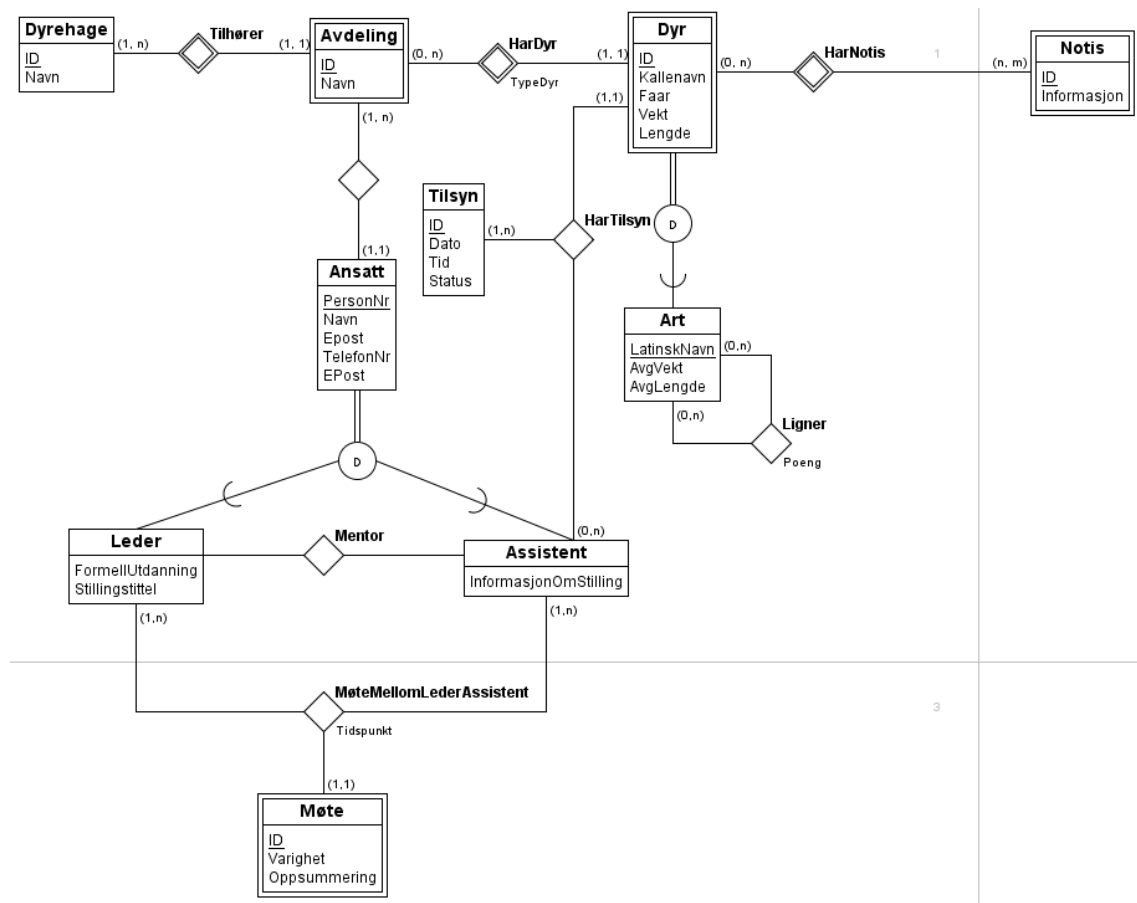 Dyrehage
ID
Navn
(1, n)
Tilhører
(1, 1)
Avdeling
ID
Navn
(0, n)
(1, n)
HarDyr
TypeDyr
(1, 1)
(1,1)
Dyr
ID
Kallenavn
Faar
Vekt
Lengde
(0, n)
HarNotis
1
(n, m)
Notis
ID
Informasjon
Tilsyn
ID
Dato
Tid
Status
(1,n)
HarTilsyn
D
(1,1)
Ansatt
PersonNr
Navn
Epost
TelefonNr
EPost
Art
LatinskNavn
AvgVekt
AvgLengde
(0,n)
(0,n)
Ligner
Poeng
D
Leder
FormellUtdanning
Stillingstittel
(1,n)
Mentor
(0,n)
Assistent
InformasjonOmStilling
(1,n)
MøteMellomLederAssistent
Tidspunkt
3
(1,1)
Møte
ID
Varighet
Oppsummering